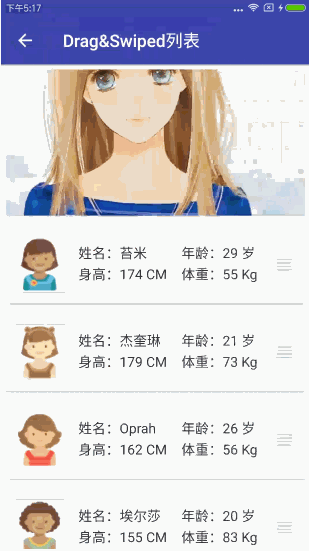 下午5:17
Drag&Swiped列表
姓名：苔米 年龄：29 岁
身高：174 CM 体重：55 Kg
姓名：杰奎琳 年龄：21 岁
身高：179 CM 体重：73 Kg
姓名：Oprah 年龄：26 岁
身高：162 CM 体重：56 Kg
姓名：埃尔莎 年龄：20 岁
身高：155 CM 体重：83 Kg